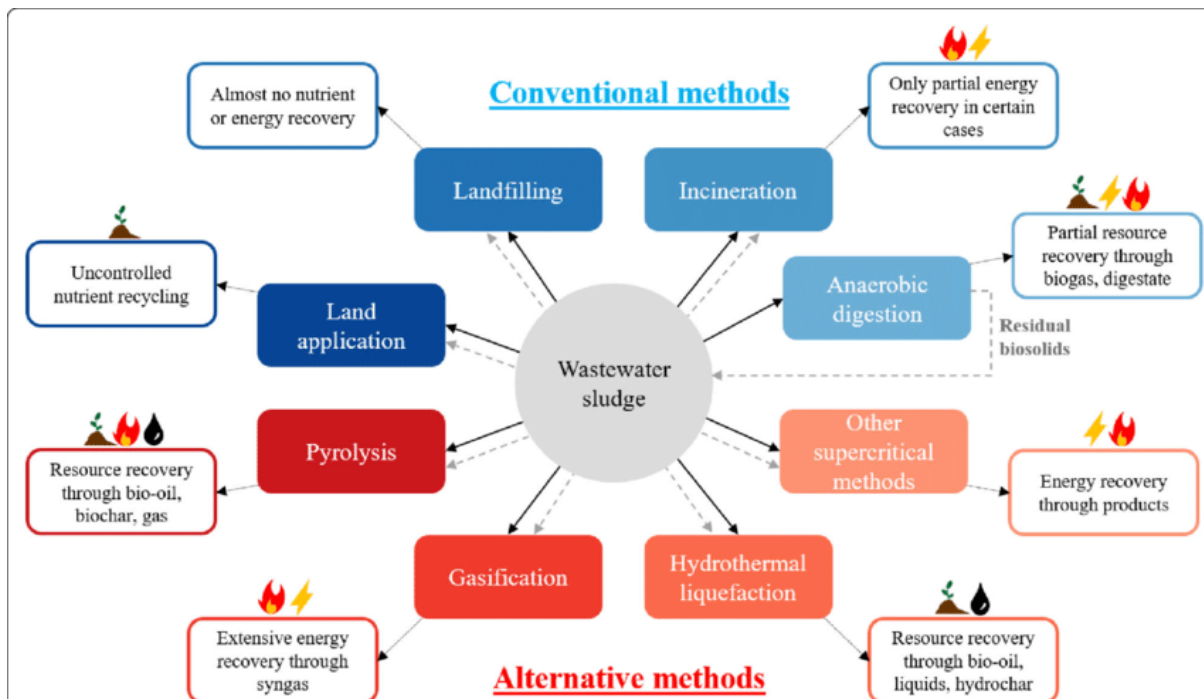 Conventional methods
Almost no nutrient
or energy recovery
Only partial energy
recovery in certain
cases
Landfilling
Incineration
Uncontrolled
nutrient recycling
Land
application
Anaerobic
digestion
Partial resource
recovery through
biogas, digestate
Residual
biosolids
Wastewater
sludge
Pyrolysis
Resource recovery
through bio-oil,
biochar, gas
Other
supercritical
methods
Energy recovery
through products
Gasification
Hydrothermal
liquefaction
Extensive energy
recovery through
syngas
Resource recovery
through bio-oil,
liquids, hydrochar
Alternative methods